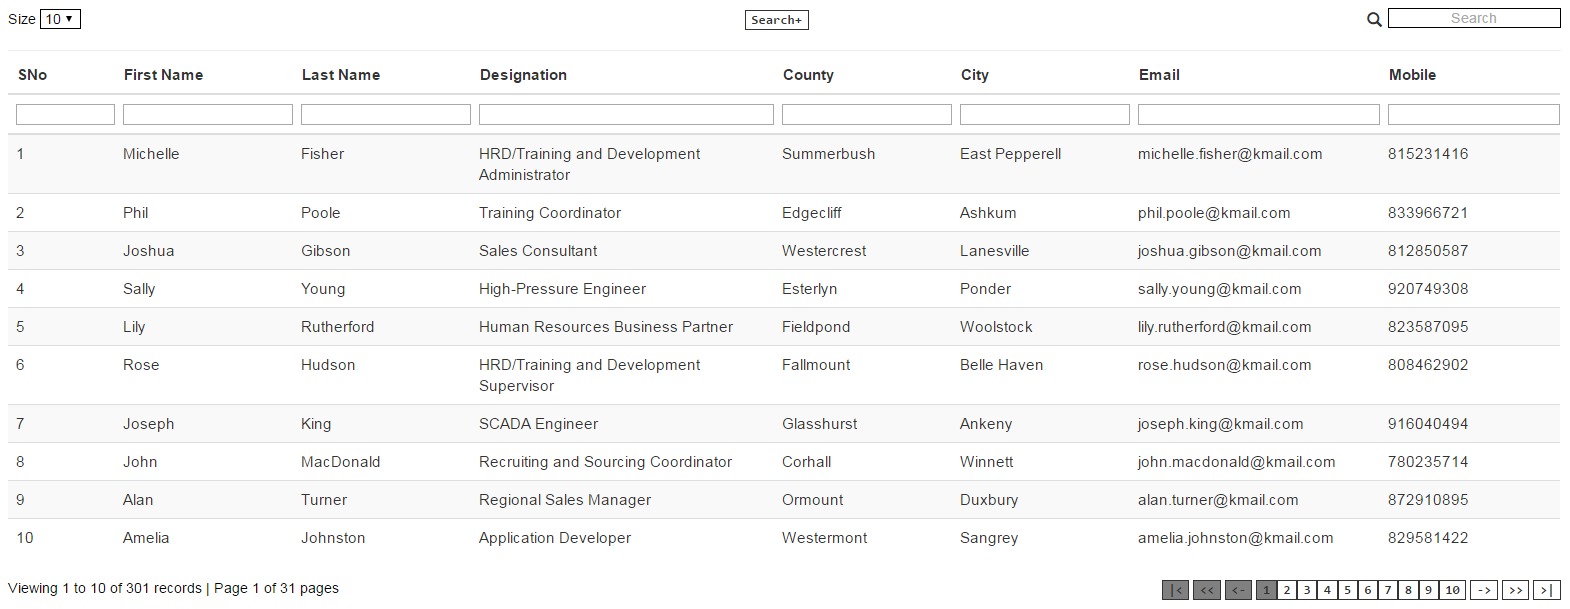 Size 10 ▼ Search+ Search
SNo First Name Last Name Designation County City Email Mobile
1 Michelle Fisher HRD/Training and Development Administrator Summerbush East Pepperell michelle.fisher@kmail.com 815231416
2 Phil Poole Training Coordinator Edgecliff Ashkum phil.poole@kmail.com 833966721
3 Joshua Gibson Sales Consultant Westercrest Lanesville joshua.gibson@kmail.com 812850587
4 Sally Young High-Pressure Engineer Esterlyn Ponder sally.young@kmail.com 920749308
5 Lily Rutherford Human Resources Business Partner Fieldpond Woolstock lily.rutherford@kmail.com 823587095
6 Rose Hudson HRD/Training and Development Supervisor Fallmount Belle Haven rose.hudson@kmail.com 808462902
7 Joseph King SCADA Engineer Glasshurst Ankeny joseph.king@kmail.com 916040494
8 John MacDonald Recruiting and Sourcing Coordinator Corhall Winnett john.macdonald@kmail.com 780235714
9 Alan Turner Regional Sales Manager Ormount Duxbury alan.turner@kmail.com 872910895
10 Amelia Johnston Application Developer Westermont Sangrey amelia.johnston@kmail.com 829581422
Viewing 1 to 10 of 301 records | Page 1 of 31 pages |< << <- 1 2 3 4 5 6 7 8 9 10 -> >> >|